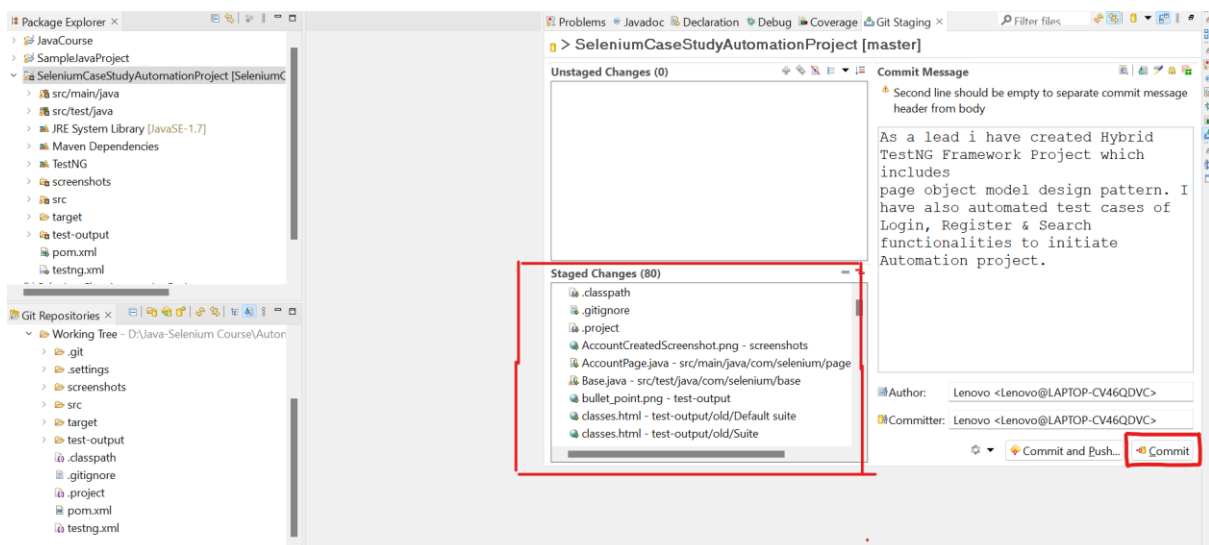 Package Explorer
JavaCourse
SampleJavaProject
SeleniumCaseStudyAutomationProject [SeleniumC
src/main/java
src/test/java
JRE System Library [JavaSE-1.7]
Maven Dependencies
TestNG
screenshots
src
target
test-output
pom.xml
testng.xml
Git Repositories
Working Tree - D:\Java-Selenium Course\Auton
.git
.settings
screenshots
src
target
test-output
.classpath
.gitignore
.project
pom.xml
testng.xml
Problems Javadoc Declaration Debug Coverage Git Staging Filter files
> SeleniumCaseStudyAutomationProject [master]
Unstaged Changes (0)
Staged Changes (80)
.classpath
.gitignore
.project
AccountCreatedScreenshot.png - screenshots
AccountPage.java - src/main/java/com/selenium/page
Base.java - src/test/java/com/selenium/base
bullet_point.png - test-output
classes.html - test-output/old/Default suite
classes.html - test-output/old/Suite
Commit Message
Second line should be empty to separate commit message
header from body
As a lead i have created Hybrid
TestNG Framework Project which
includes
page object model design pattern. I
have also automated test cases of
Login, Register & Search
functionalities to initiate
Automation project.
Author: Lenovo <Lenovo@LAPTOP-CV46QDVC>
Committer: Lenovo <Lenovo@LAPTOP-CV46QDVC>
Commit and Push... Commit